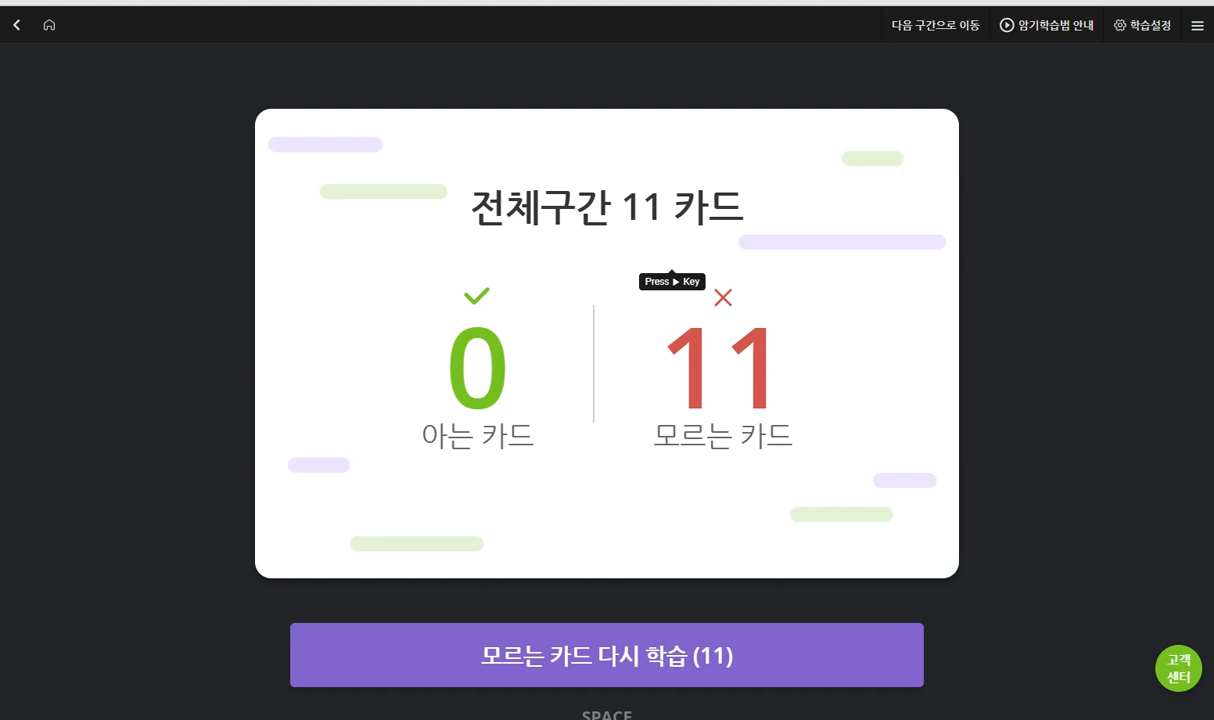 다음 구간으로 이동
암기학습법 안내
학습설정
전체구간 11 카드
Press ▶ Key
0
11
아는 카드
모르는 카드
모르는 카드 다시 학습 (11)
고객
센터
SPACE